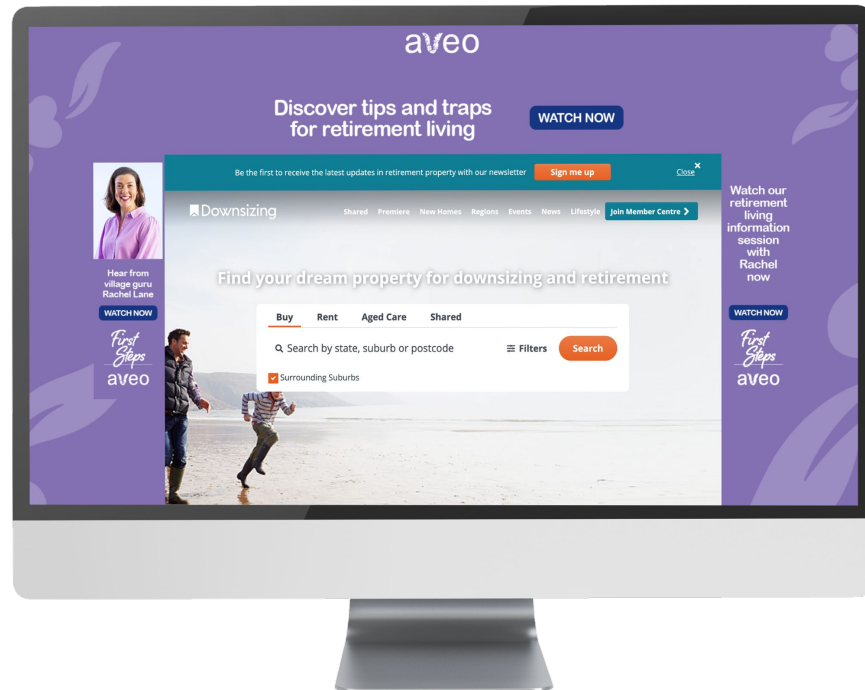 aveo
Discover tips and traps
for retirement living
WATCH NOW
Be the first to receive the latest updates in retirement property with our newsletter
Sign me up
Close
×
Downsizing
Shared Premiere New Homes Regions Events News Lifestyle
Join Member Centre
Find your dream property for downsizing and retirement
Buy Rent Aged Care Shared
Search by state, suburb or postcode
Filters
Search
Surrounding Suburbs
Hear from
village guru
Rachel Lane
WATCH NOW
First
Steps
aveo
Watch our
retirement
living
information
session
with
Rachel
now
WATCH NOW
First
Steps
aveo